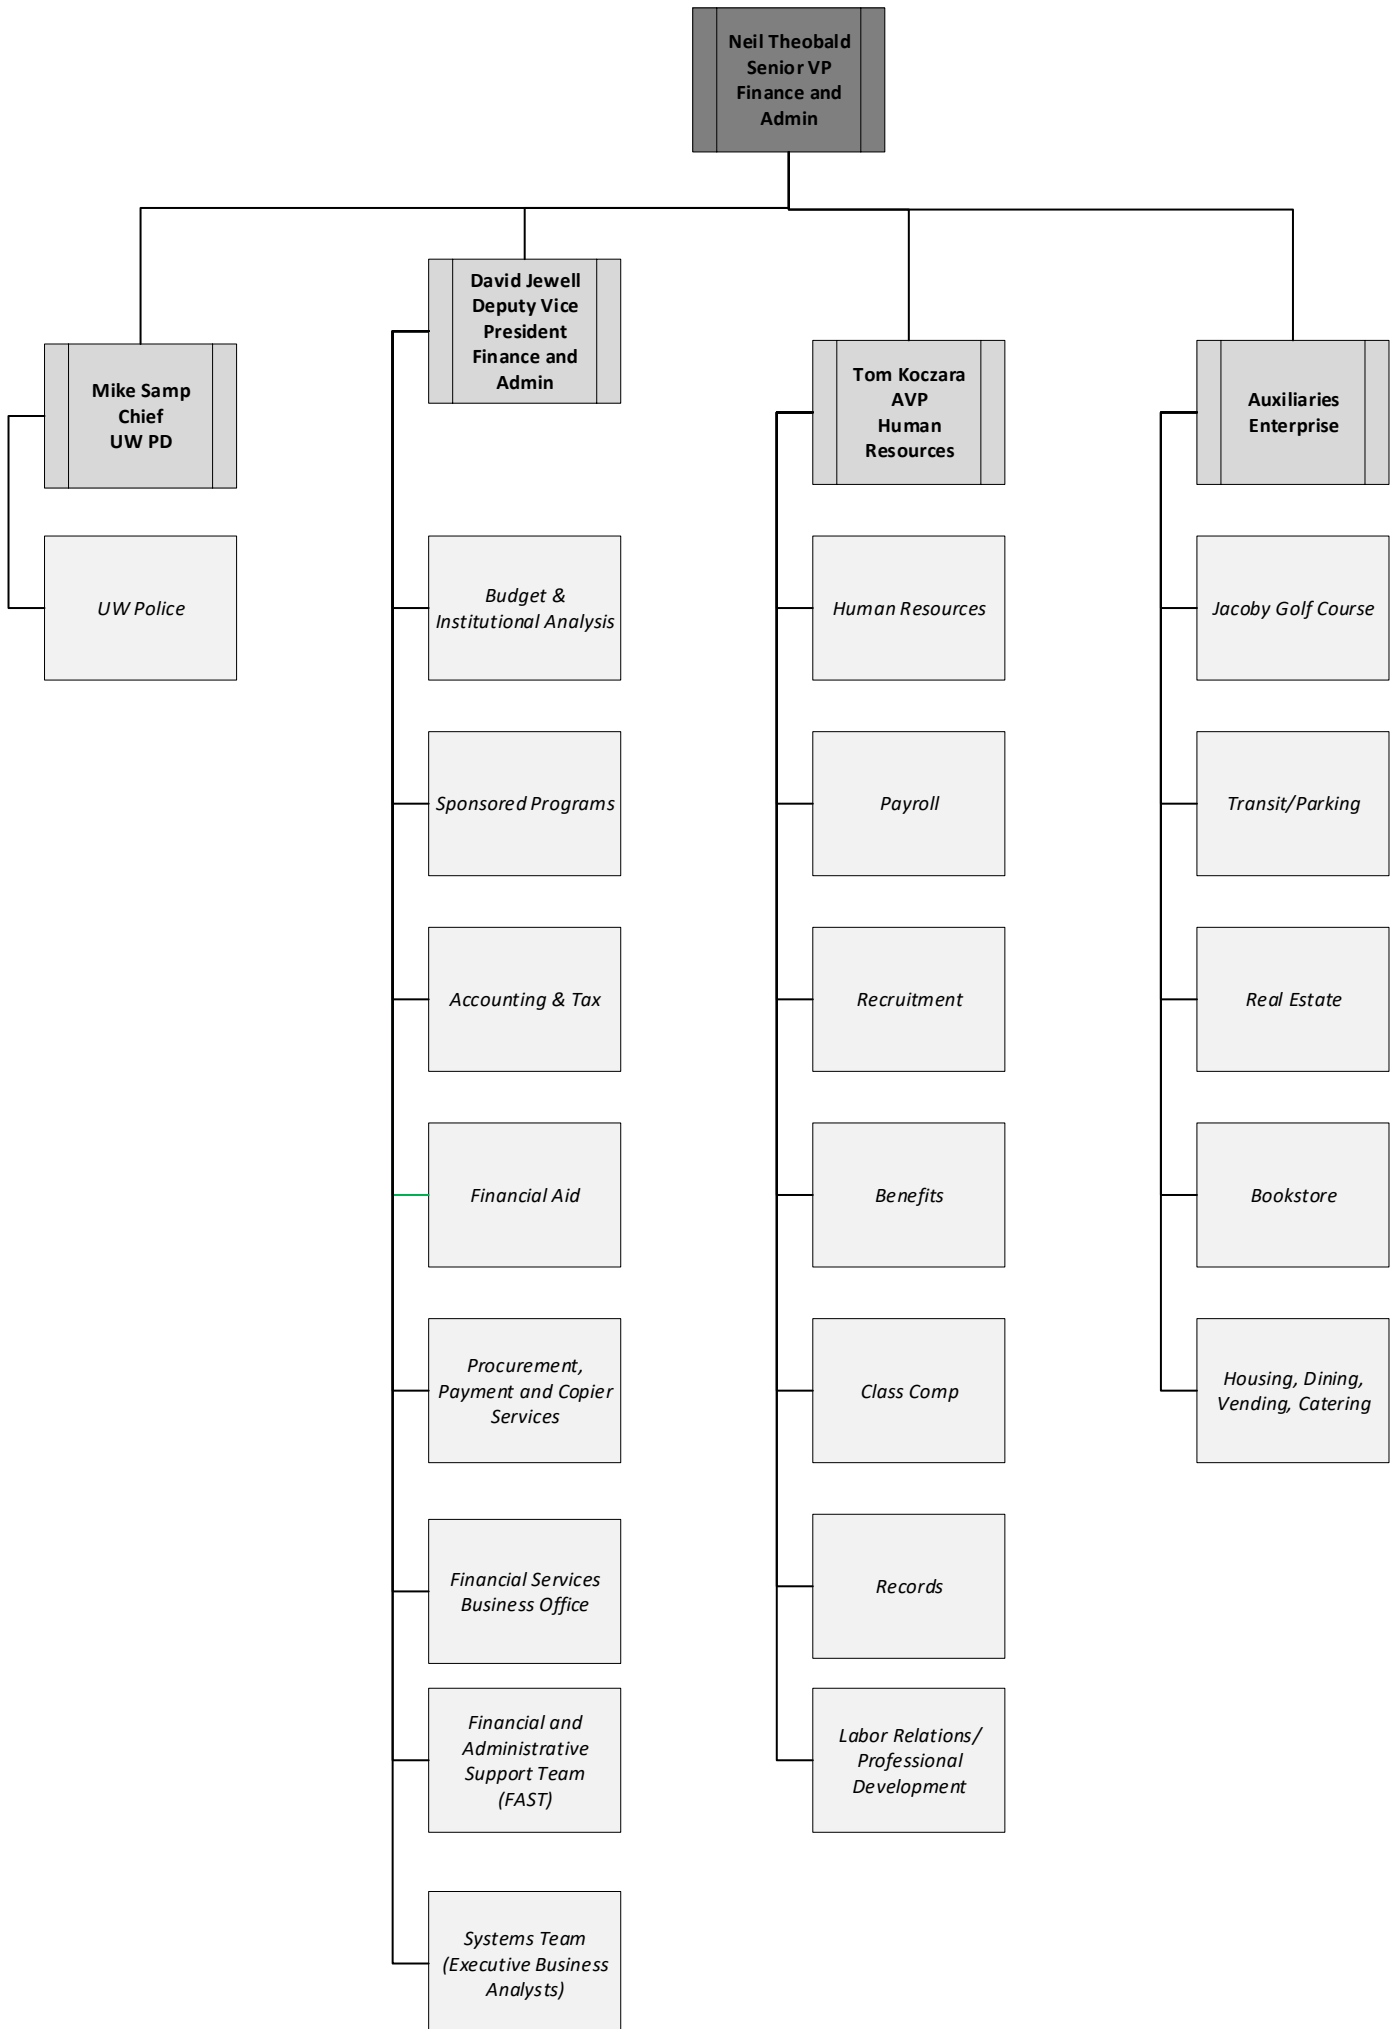 Neil Theobald
Senior VP
Finance and
Admin
David Jewell
Deputy Vice
President
Finance and
Admin
Mike Samp
Chief
UW PD
Tom Koczara
AVP
Human
Resources
Auxiliaries
Enterprise
UW Police
Budget &
Institutional Analysis
Human Resources
Jacoby Golf Course
Sponsored Programs
Payroll
Transit/Parking
Accounting & Tax
Recruitment
Real Estate
Financial Aid
Benefits
Bookstore
Procurement,
Payment and Copier
Services
Class Comp
Housing, Dining,
Vending, Catering
Financial Services
Business Office
Records
Financial and
Administrative
Support Team
(FAST)
Labor Relations/
Professional
Development
Systems Team
(Executive Business
Analysts)